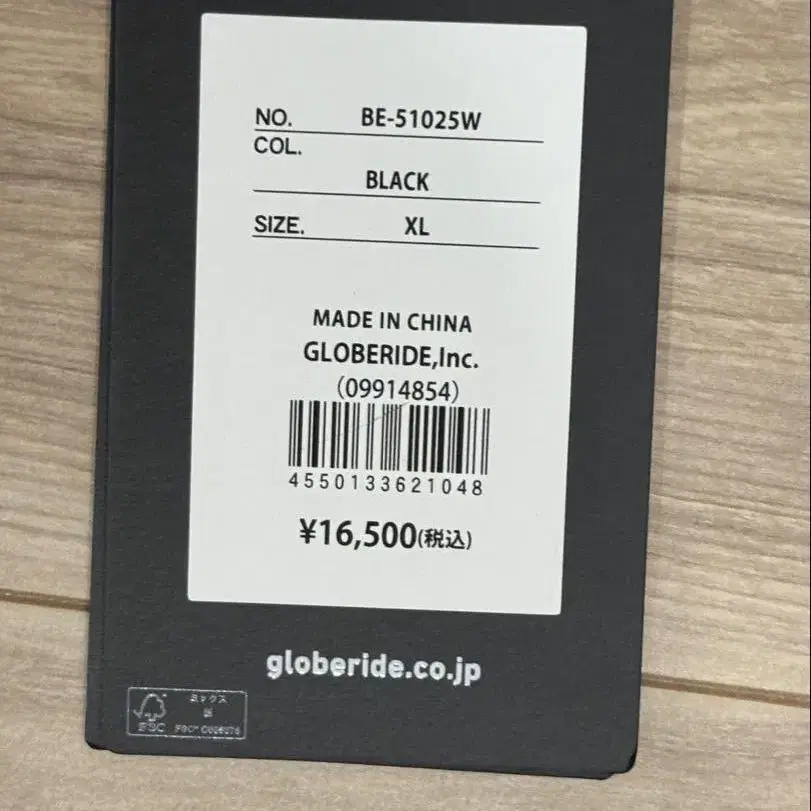 NO. BE-51025W
COL.
BLACK
SIZE. XL
MADE IN CHINA
GLOBERIDE,Inc.
(09914854)
4550133621048
¥16,500(税込)
globeride.co.jp
ミックス
紙
FSC